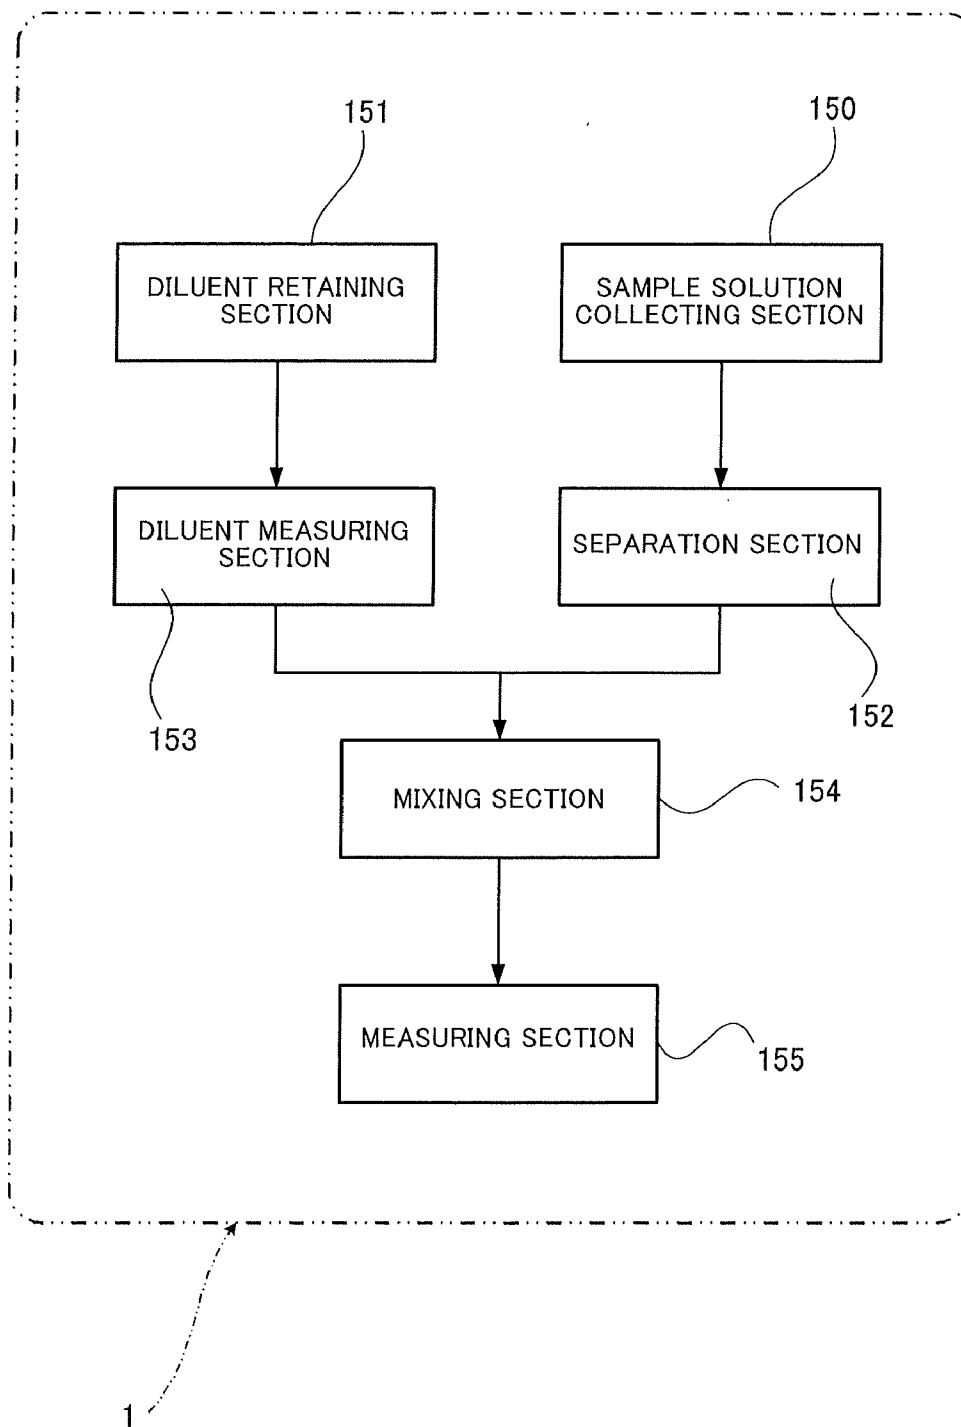 151
150
DILUENT RETAINING
SECTION
SAMPLE SOLUTION
COLLECTING SECTION
DILUENT MEASURING
SECTION
SEPARATION SECTION
153
152
MIXING SECTION
154
MEASURING SECTION
155
1